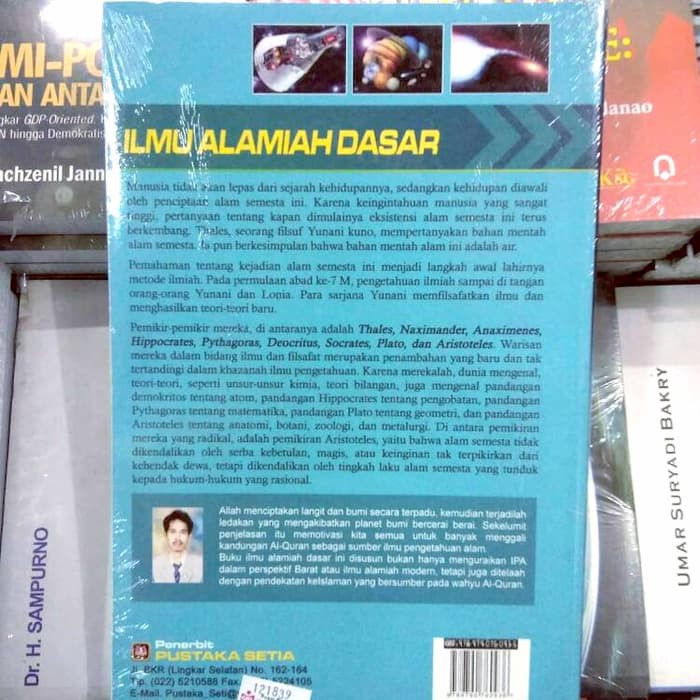 MI-PO
AN ANTA
gkar GDP-Oriented.
N hingga Demokratis
achzenil Jann
E:
Janao
ILMU ALAMIAH DASAR
Manusia tidak akan lepas dari sejarah kehidupannya, sedangkan kehidupan diawali
oleh penciptaan alam semesta ini. Karena keingintahuan manusia yang sangat
tinggi, pertanyaan tentang kapan dimulainya eksistensi alam semesta ini terus
berkembang. Thales, seorang filsuf Yunani kuno, mempertanyakan bahan mentah
alam semesta. Ia pun berkesimpulan bahwa bahan mentah alam ini adalah air.
Pemahaman tentang kejadian alam semesta ini menjadi langkah awal lahirnya
metode ilmiah. Pada permulaan abad ke-7 M, pengetahuan ilmiah sampai di tangan
orang-orang Yunani dan Lonia. Para sarjana Yunani memfilsafatkan ilmu dan
menghasilkan teori-teori baru.
Pemikir-pemikir mereka, di antaranya adalah Thales, Naximander, Anaximenes,
Hippocrates, Pythagoras, Deocritus, Socrates, Plato, dan Aristoteles. Warisan
mereka dalam bidang ilmu dan filsafat merupakan penambahan yang baru dan tak
tertandingi dalam khazanah ilmu pengetahuan. Karena merekalah, dunia mengenal,
teori-teori, seperti unsur-unsur kimia, teori bilangan, juga mengenal pandangan
demokritos tentang atom, pandangan Hippocrates tentang pengobatan, pandangan
Pythagoras tentang matematika, pandangan Plato tentang geometri, dan pandangan
Aristoteles tentang anatomi, botani, zoologi, dan metalurgi. Di antara pemikiran
mereka yang radikal, adalah pemikiran Aristoteles, yaitu bahwa alam semesta tidak
dikendalikan oleh serba kebetulan, magis, atau keinginan tak terpikirkan dari
kehendak dewa, tetapi dikendalikan oleh tingkah laku alam semesta yang tunduk
kepada hukum-hukum yang rasional.
Allah menciptakan langit dan bumi secara terpadu, kemudian terjadilah
ledakan yang mengakibatkan planet bumi bercerai berai. Sekelumit
penjelasan itu memotivasi kita semua untuk banyak menggali
kandungan Al-Quran sebagai sumber ilmu pengetahuan alam.
Buku ilmu alamiah dasar ini disusun bukan hanya menguraikan IPA
dalam perspektif Barat atau ilmu alamiah modern, tetapi juga ditelaah
dengan pendekatan keIslaman yang bersumber pada wahyu Al-Quran.
Penerbit
PUSTAKA SETIA
Jl. BKR (Lingkar Selatan) No. 162-164
Tlp. (022) 5210588 Fax. 5224105
E-Mail. Pustaka_Seti@
121839
Dr. H. SAMPURNO
UMAR SURYADI BAKRY